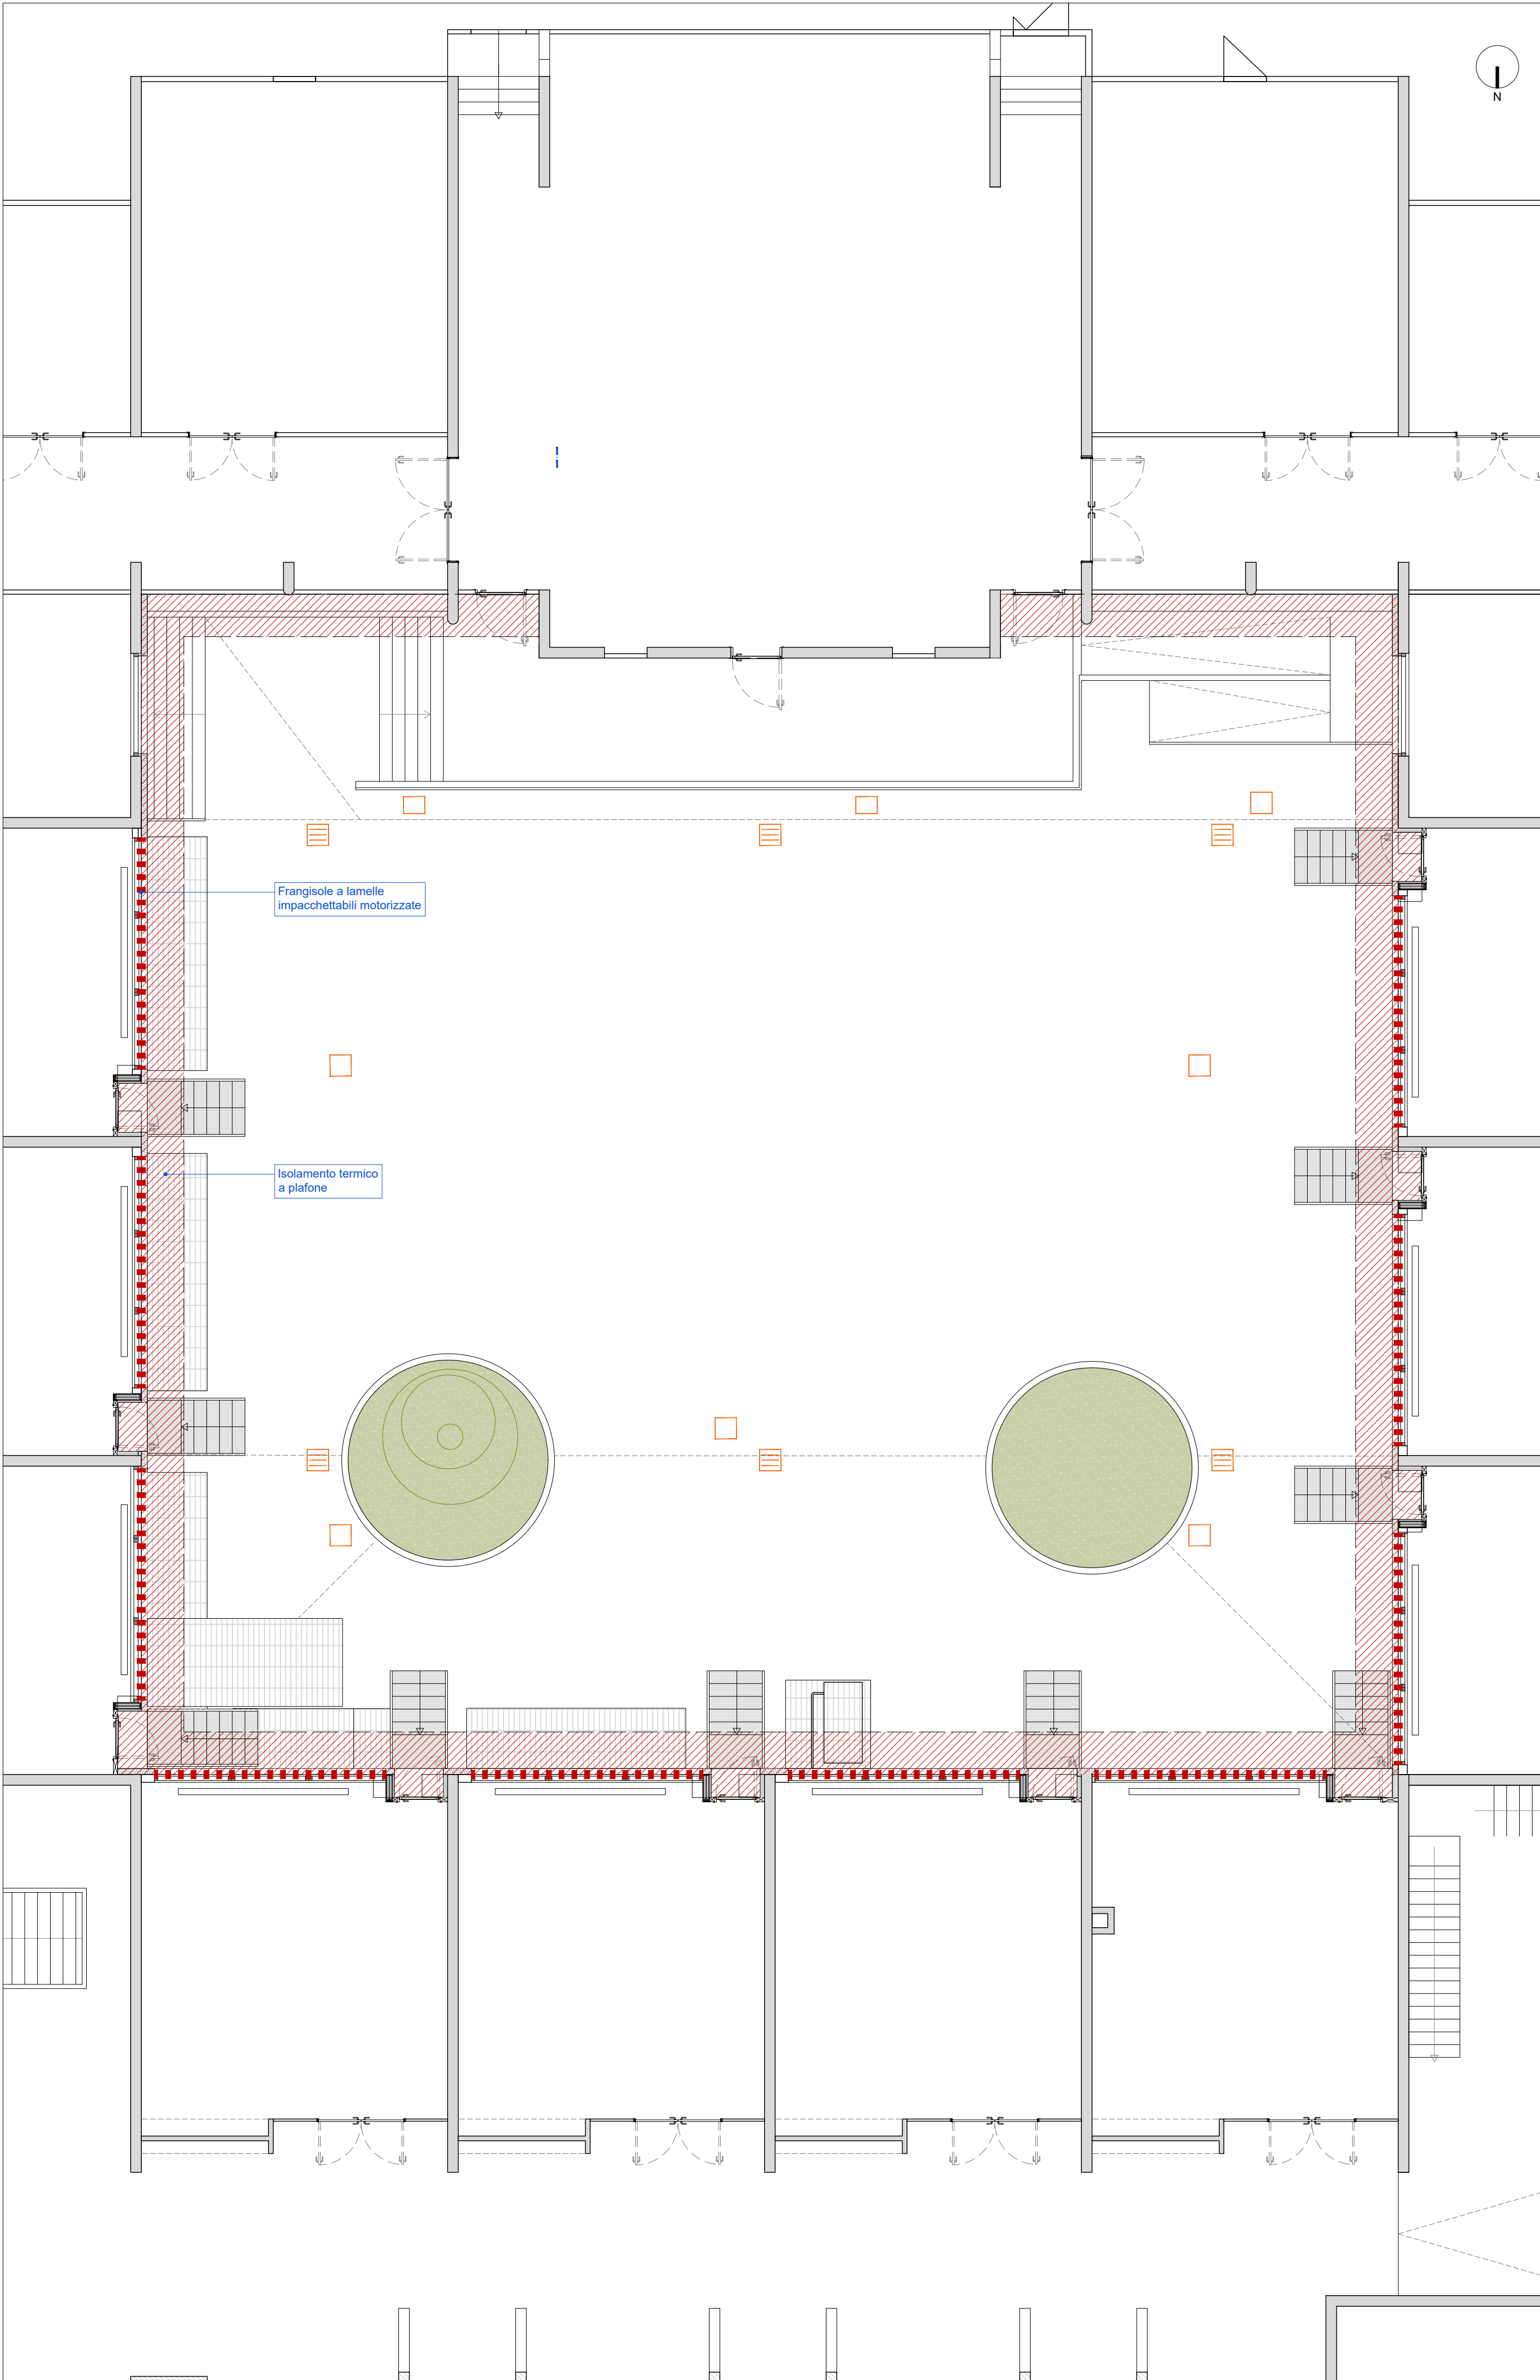 N
Frangisole a lamelle
impacchettabili motorizzate
Isolamento termico
a plafone